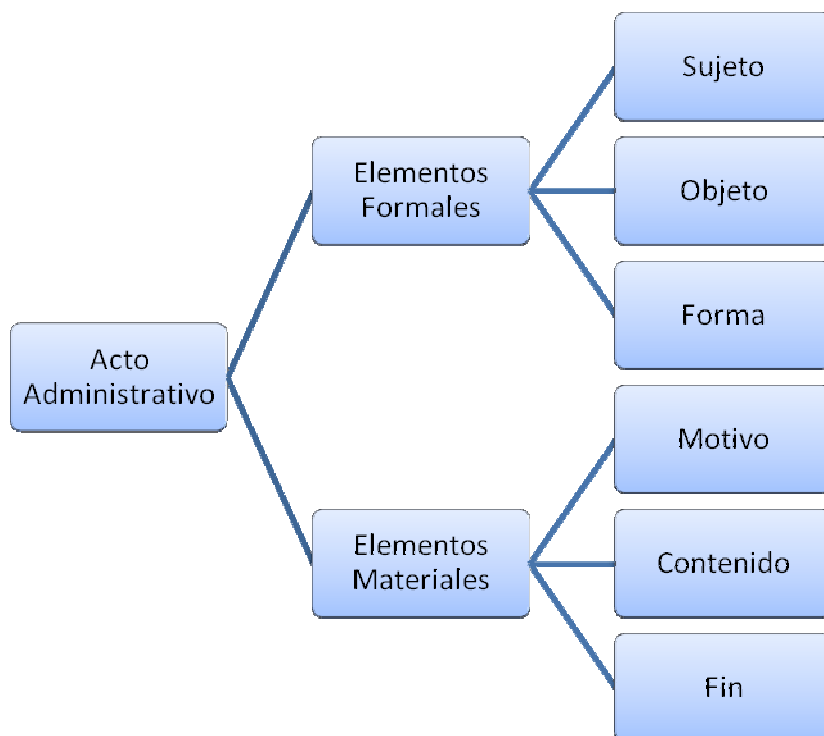 Acto
Administrativo
Elementos
Formales
Sujeto
Objeto
Forma
Elementos
Materiales
Motivo
Contenido
Fin